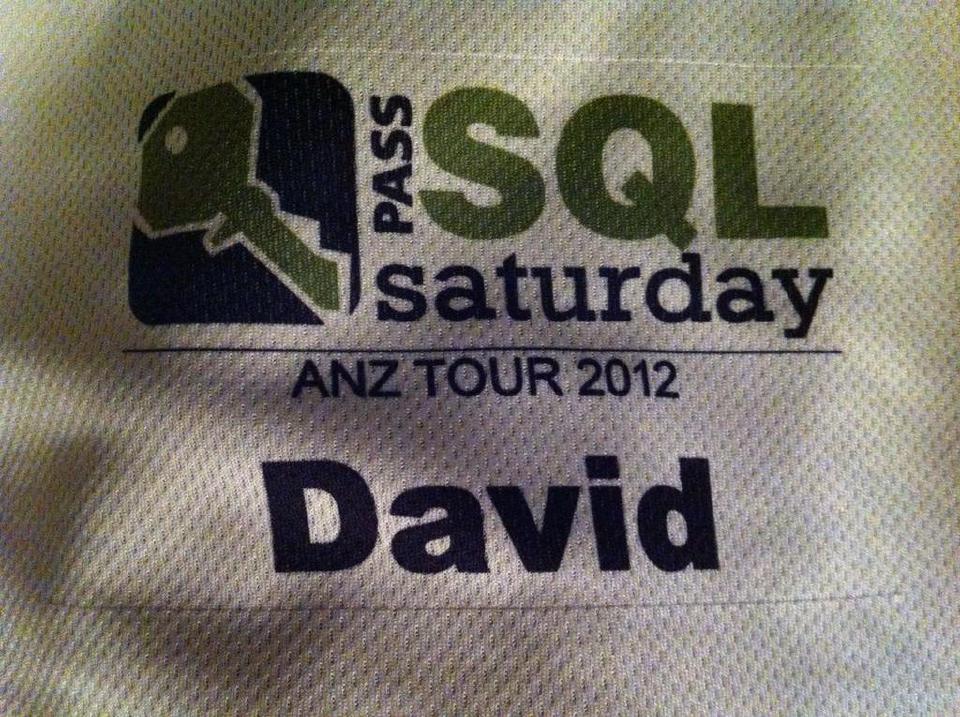 PASS SQL
saturday
ANZ TOUR 2012
David